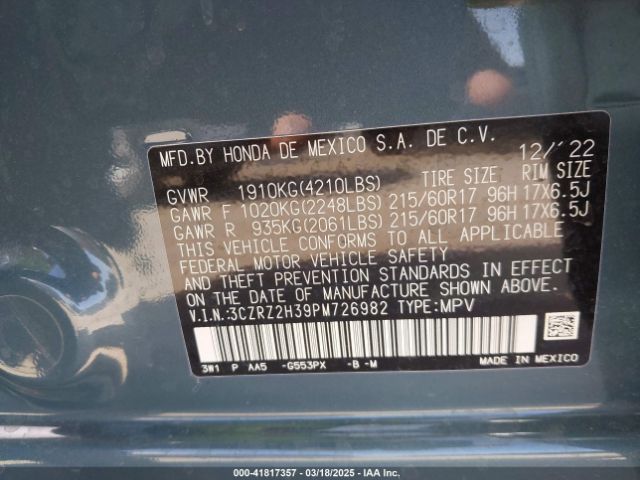 MFD.BY HONDA DE MEXICO S.A. DE C.V. 12/'22
GVWR 1910KG(4210LBS) TIRE SIZE RIM SIZE
GAWR F 1020KG(2248LBS) 215/60R17 96H 17X6.5J
GAWR R 935KG(2061LBS) 215/60R17 96H 17X6.5J
THIS VEHICLE CONFORMS TO ALL APPLICABLE
FEDERAL MOTOR VEHICLE SAFETY
AND THEFT PREVENTION STANDARDS IN EFFECT
ON THE DATE OF MANUFACTURE SHOWN ABOVE.
V.I.N.:3CZRZ2H39PM726982 TYPE:MPV
3W1 P AA5 -G553PX -B -M MADE IN MEXICO
000-41817357 - 03/18/2025 - IAA Inc.